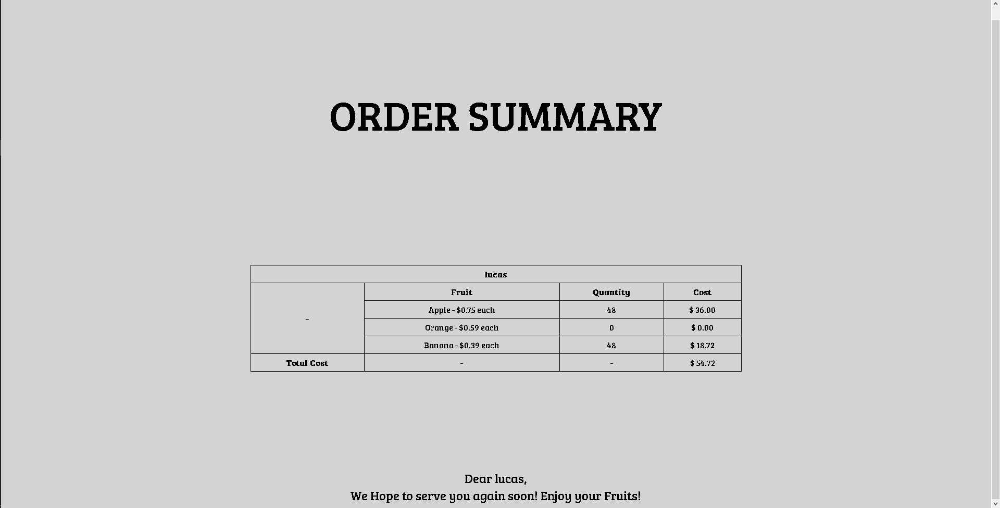 ORDER SUMMARY
lucas
Fruit Quantity Cost
-
Apple - $0.75 each 48 $ 36.00
Orange - $0.59 each 0 $ 0.00
Banana - $0.39 each 48 $ 18.72
Total Cost - - $ 54.72
Dear lucas,
We Hope to serve you again soon! Enjoy your Fruits!